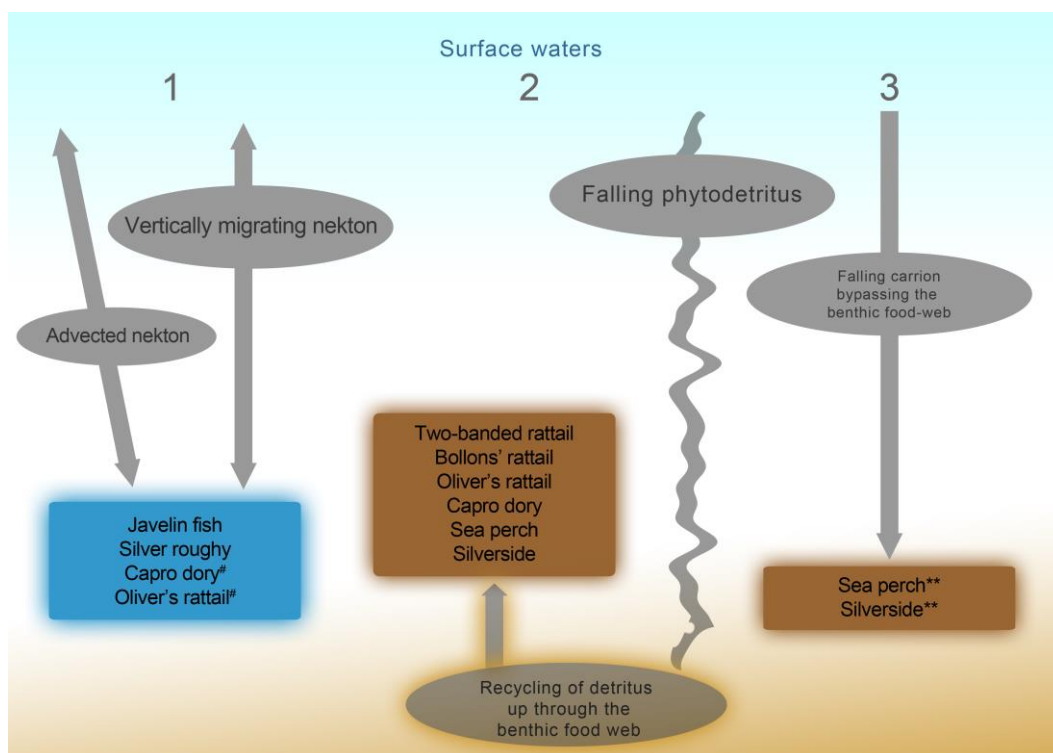 Surface waters
1
2
3
Vertically migrating nekton
Advected nekton
Javelin fish
Silver roughy
Capro dory#
Oliver's rattail#
Falling phytodetritus
Two-banded rattail
Bollons' rattail
Oliver's rattail
Capro dory
Sea perch
Silverside
Recycling of detritus
up through the
benthic food web
Falling carrion
bypassing the
benthic food-web
Sea perch**
Silverside**